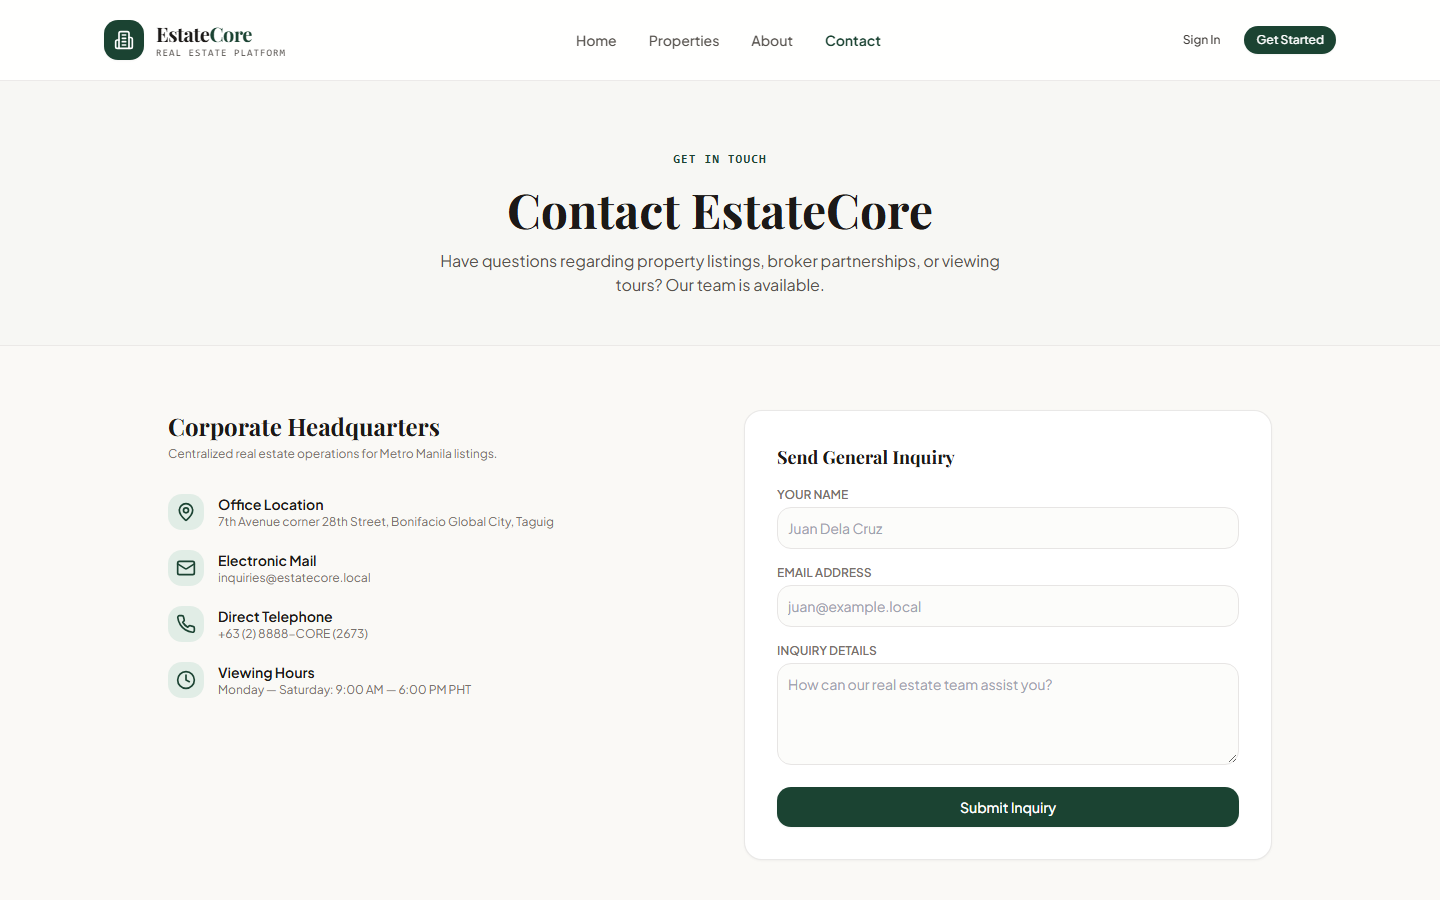 EstateCore
REAL ESTATE PLATFORM
Home
Properties
About
Contact
Sign In
Get Started
GET IN TOUCH
Contact EstateCore
Have questions regarding property listings, broker partnerships, or viewing
tours? Our team is available.
Corporate Headquarters
Centralized real estate operations for Metro Manila listings.
Office Location
7th Avenue corner 28th Street, Bonifacio Global City, Taguig
Electronic Mail
inquiries@estatecore.local
Direct Telephone
+63 (2) 8888-CORE (2673)
Viewing Hours
Monday — Saturday: 9:00 AM — 6:00 PM PHT
Send General Inquiry
YOUR NAME
Juan Dela Cruz
EMAIL ADDRESS
juan@example.local
INQUIRY DETAILS
How can our real estate team assist you?
Submit Inquiry